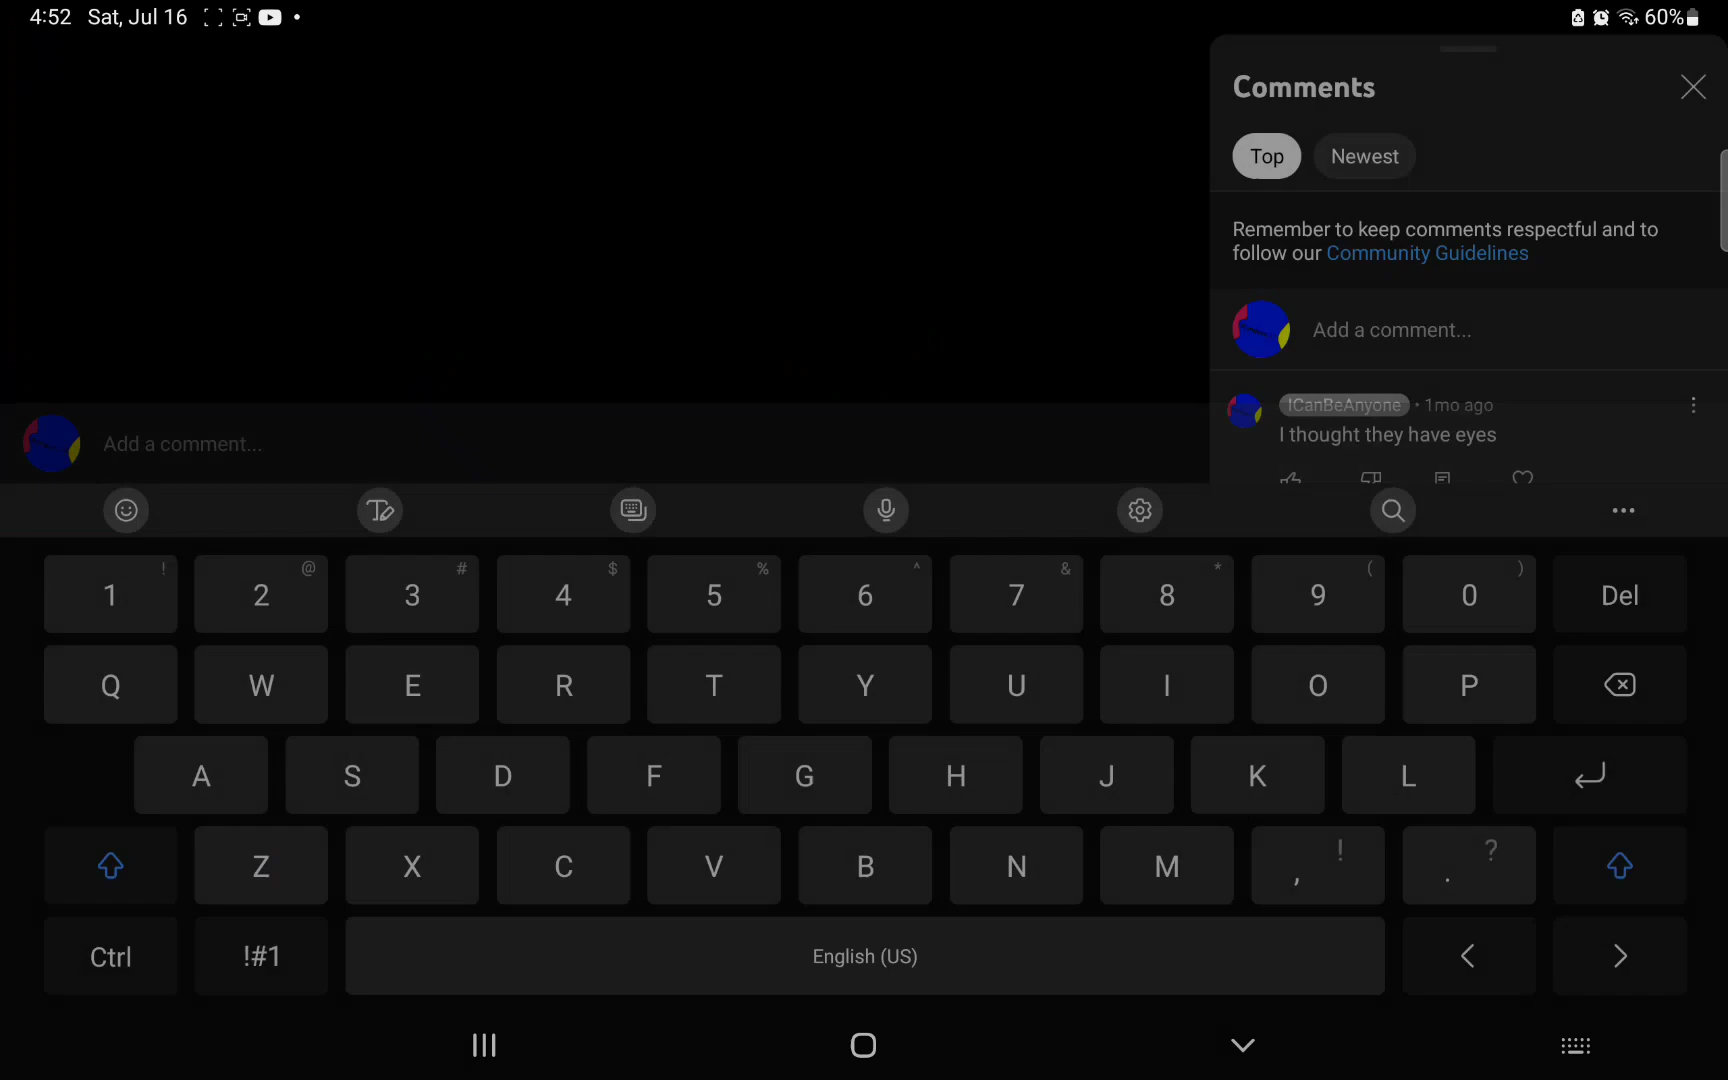 4:52 Sat, Jul 16 60%
Comments
Top Newest
Remember to keep comments respectful and to
follow our Community Guidelines
Add a comment...
ICanBeAnyone • 1mo ago
I thought they have eyes
Add a comment...
1 ! 2 @ 3 # 4 $ 5 % 6 ^ 7 & 8 * 9 ( 0 ) Del
Q W E R T Y U I O P
A S D F G H J K L
Z X C V B N M , ! . ?
Ctrl !#1 English (US) < >